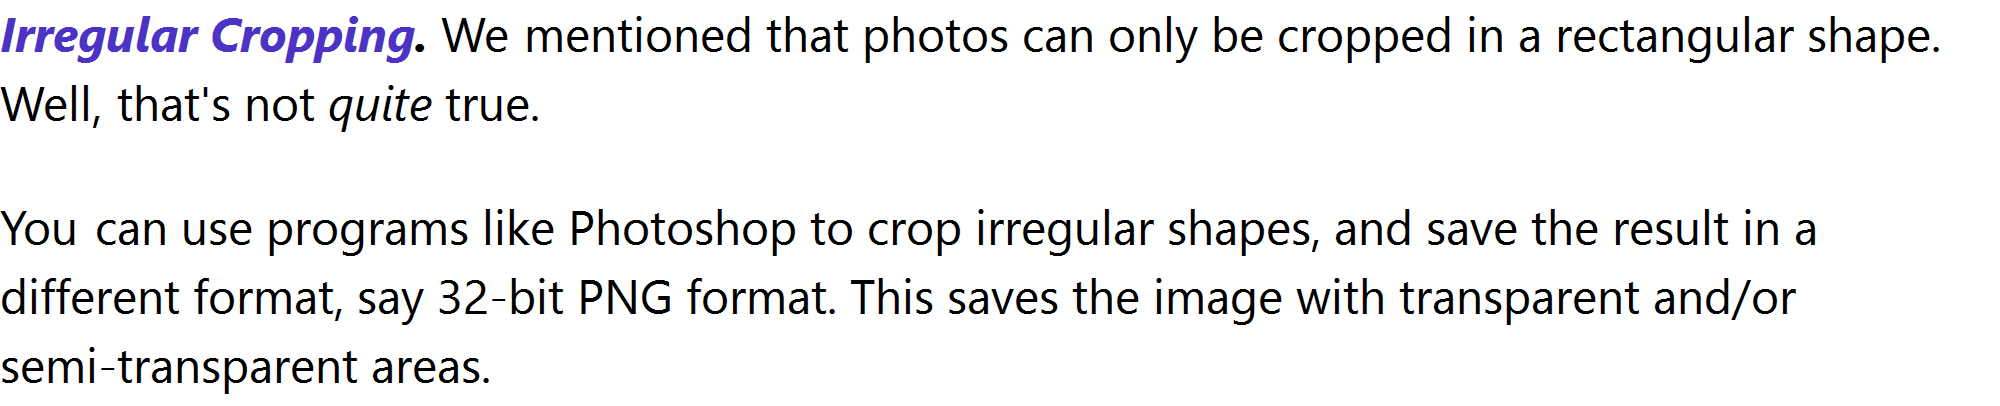 Irregular Cropping. We mentioned that photos can only be cropped in a rectangular shape.
Well, that's not quite true.
You can use programs like Photoshop to crop irregular shapes, and save the result in a
different format, say 32-bit PNG format. This saves the image with transparent and/or
semi-transparent areas.